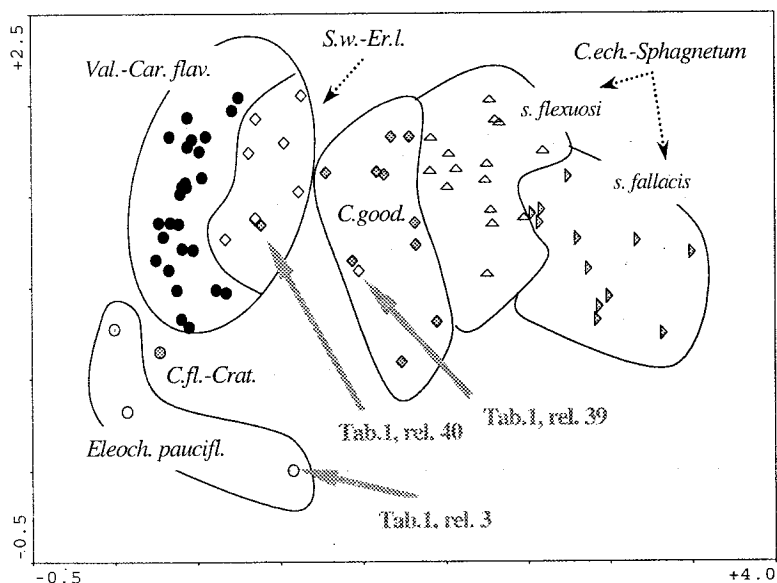 +2.5
S.w.-Er.l.
C.ech.-Sphagnetum
Val.-Car. flav.
s. flexuosi
s. fallacis
C.good.
C.fl.-Crat.
Tab.1, rel. 40
Tab.1, rel. 39
Eleoch. paucifl.
Tab.1, rel. 3
-0.5
-0.5
+4.0